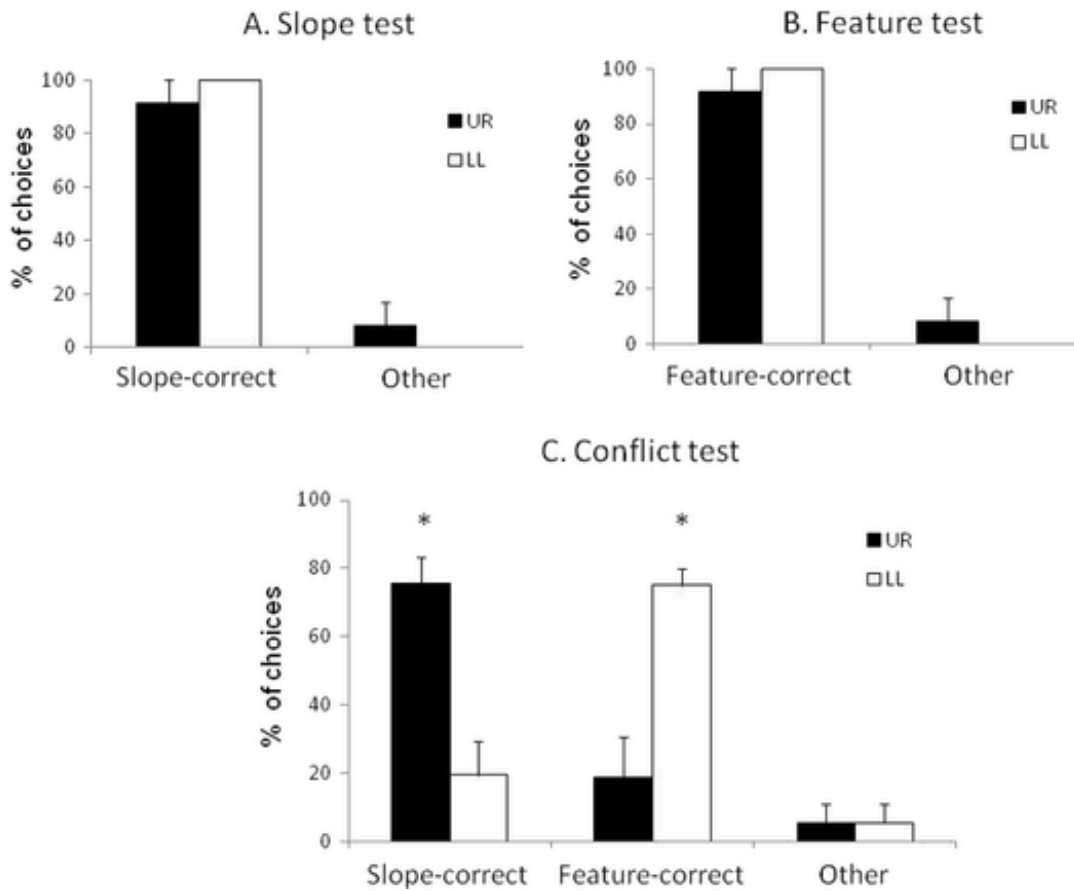 A. Slope test
% of choices
100
80
60
40
20
0
UR
LL
Slope-correct Other
B. Feature test
% of choices
100
80
60
40
20
0
UR
LL
Feature-correct Other
C. Conflict test
% of choices
100
80
60
40
20
0
* *
UR
LL
Slope-correct Feature-correct Other